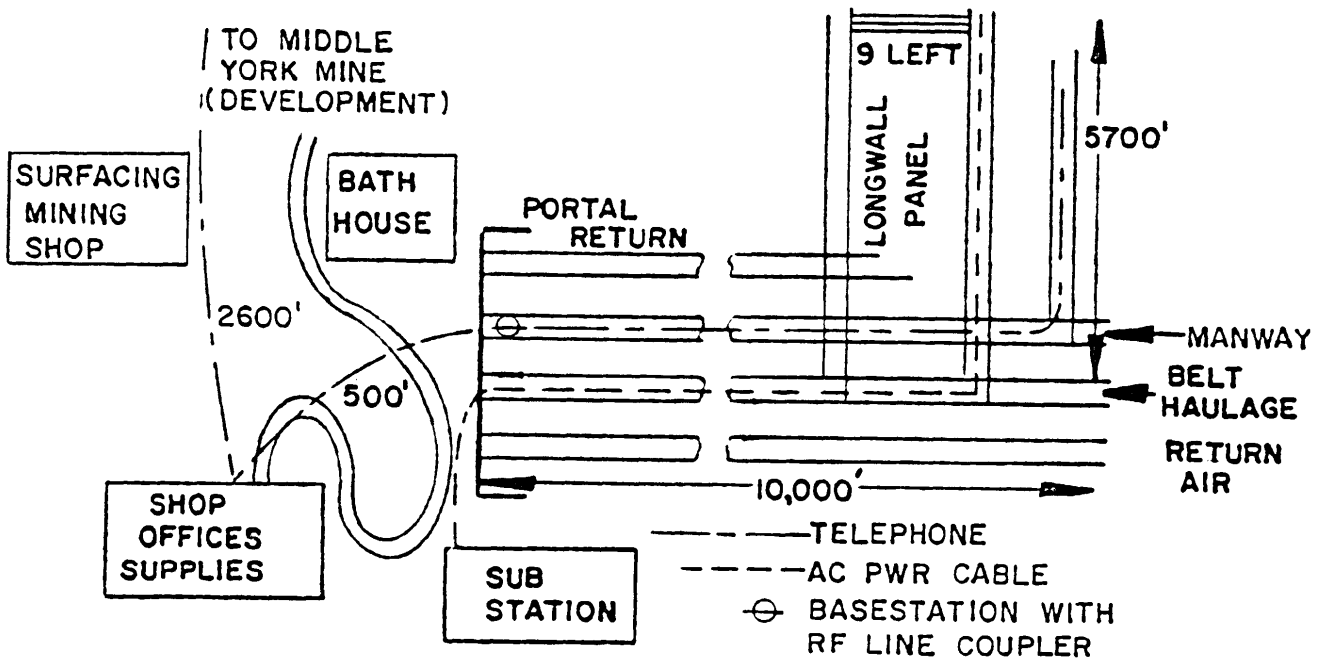 TO MIDDLE
YORK MINE
(DEVELOPMENT)
SURFACING
MINING
SHOP
BATH
HOUSE
PORTAL
RETURN
9 LEFT
LONGWALL
PANEL
5700'
2600'
500'
MANWAY
BELT
HAULAGE
RETURN
AIR
10,000'
SHOP
OFFICES
SUPPLIES
SUB
STATION
TELEPHONE
AC PWR CABLE
BASESTATION WITH
RF LINE COUPLER